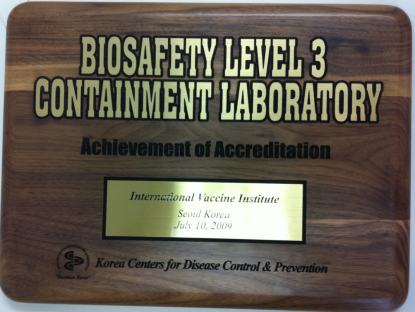 BIOSAFETY LEVEL 3
CONTAINMENT LABORATORY
Achievement of Accreditation
International Vaccine Institute
Seoul Korea
July 10, 2009
Korea Centers for Disease Control & Prevention